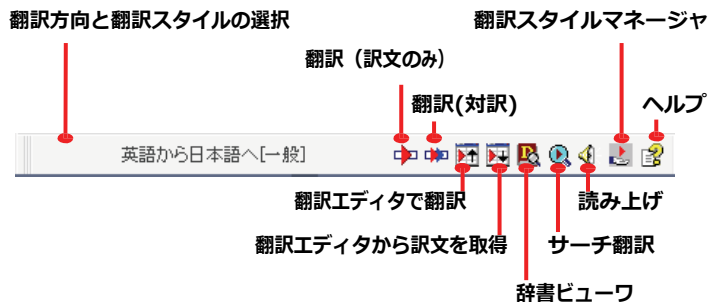 翻訳方向と翻訳スタイルの選択
翻訳スタイルマネージャ
翻訳（訳文のみ）
翻訳(対訳)
ヘルプ
英語から日本語へ[一般]
翻訳エディタで翻訳
読み上げ
翻訳エディタから訳文を取得
サーチ翻訳
辞書ビューワ